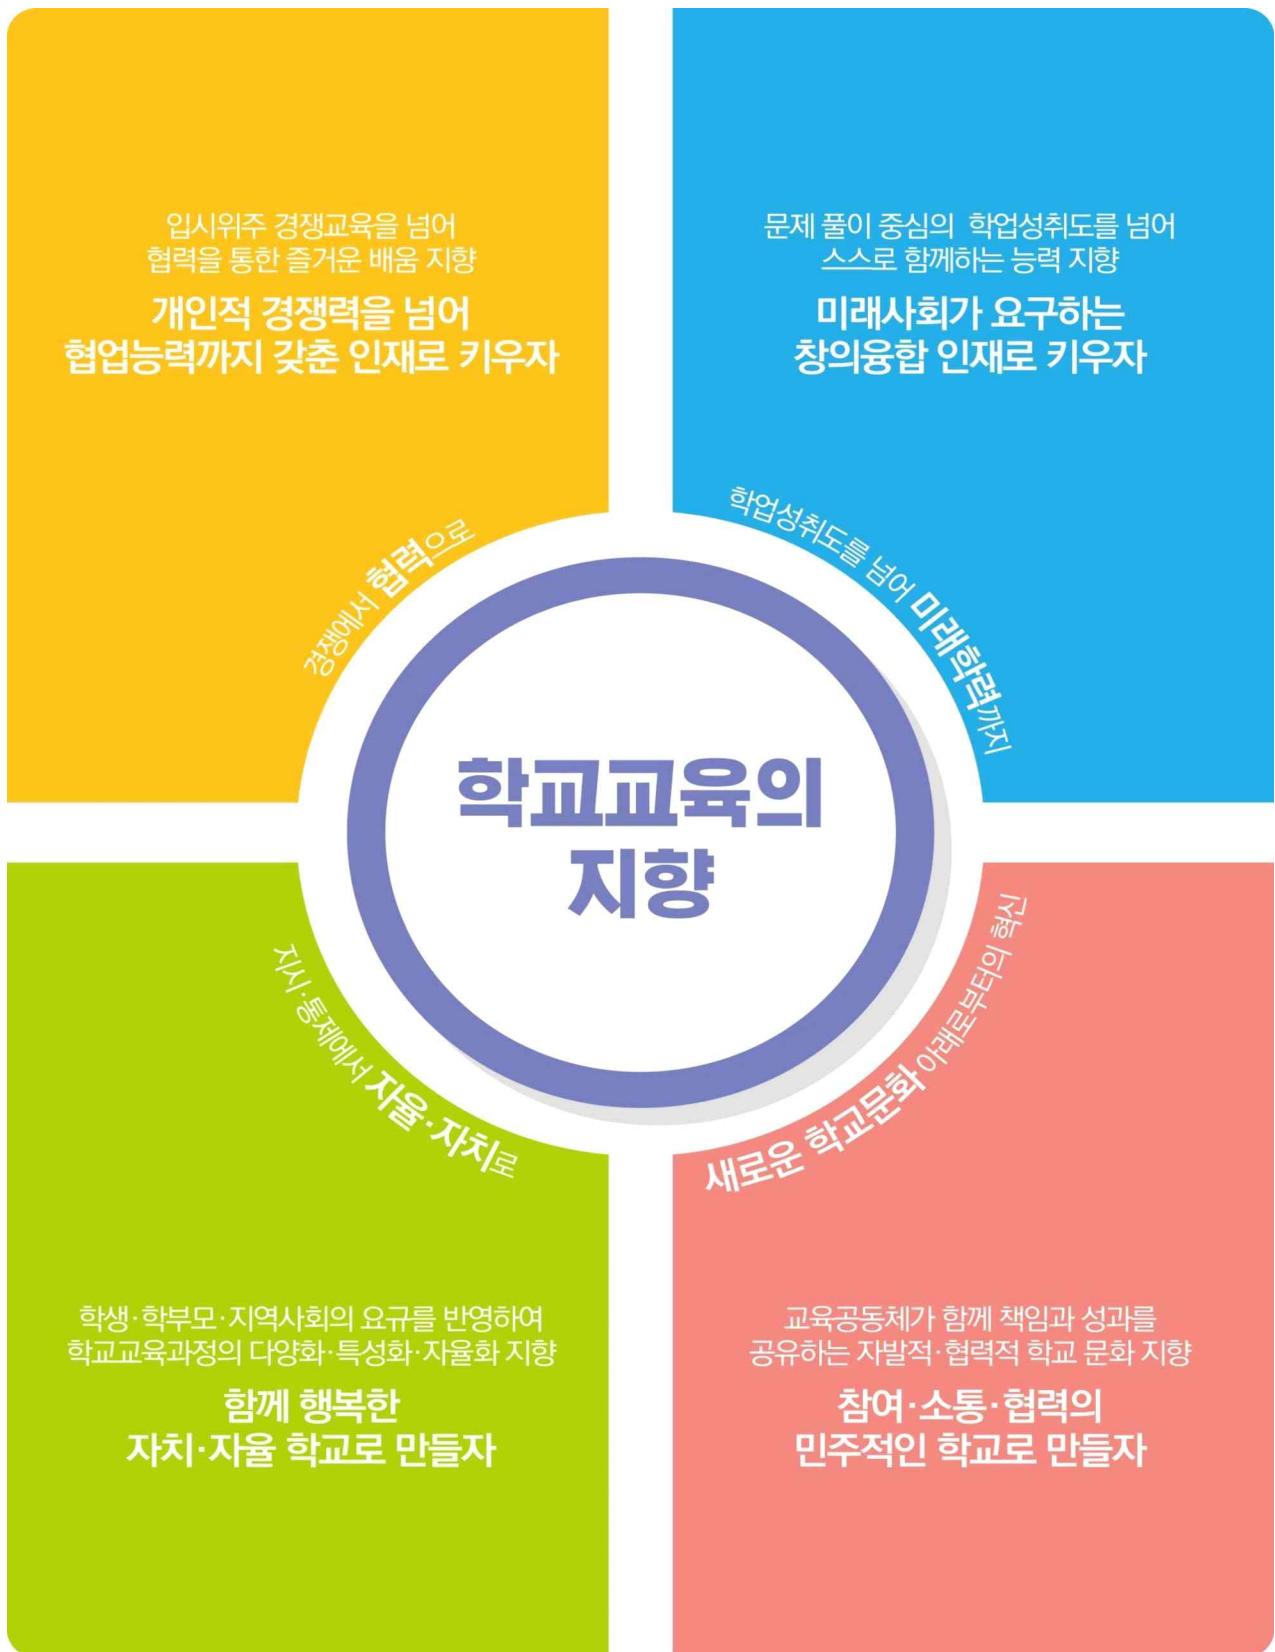 입시위주 경쟁교육을 넘어
협력을 통한 즐거운 배움 지향
개인적 경쟁력을 넘어
협업능력까지 갖춘 인재로 키우자
경쟁에서 협력으로
문제 풀이 중심의 학업성취도를 넘어
스스로 함께하는 능력 지향
미래사회가 요구하는
창의융합 인재로 키우자
학업성취도를 넘어 미래학력까지
학교교육의
지향
지시·통제에서 자율·자치로
학생·학부모·지역사회의 요규를 반영하여
학교교육과정의 다양화·특성화·자율화 지향
함께 행복한
자치·자율 학교로 만들자
새로운 학교문화 아래로부터의 혁신
교육공동체가 함께 책임과 성과를
공유하는 자발적·협력적 학교 문화 지향
참여·소통·협력의
민주적인 학교로 만들자